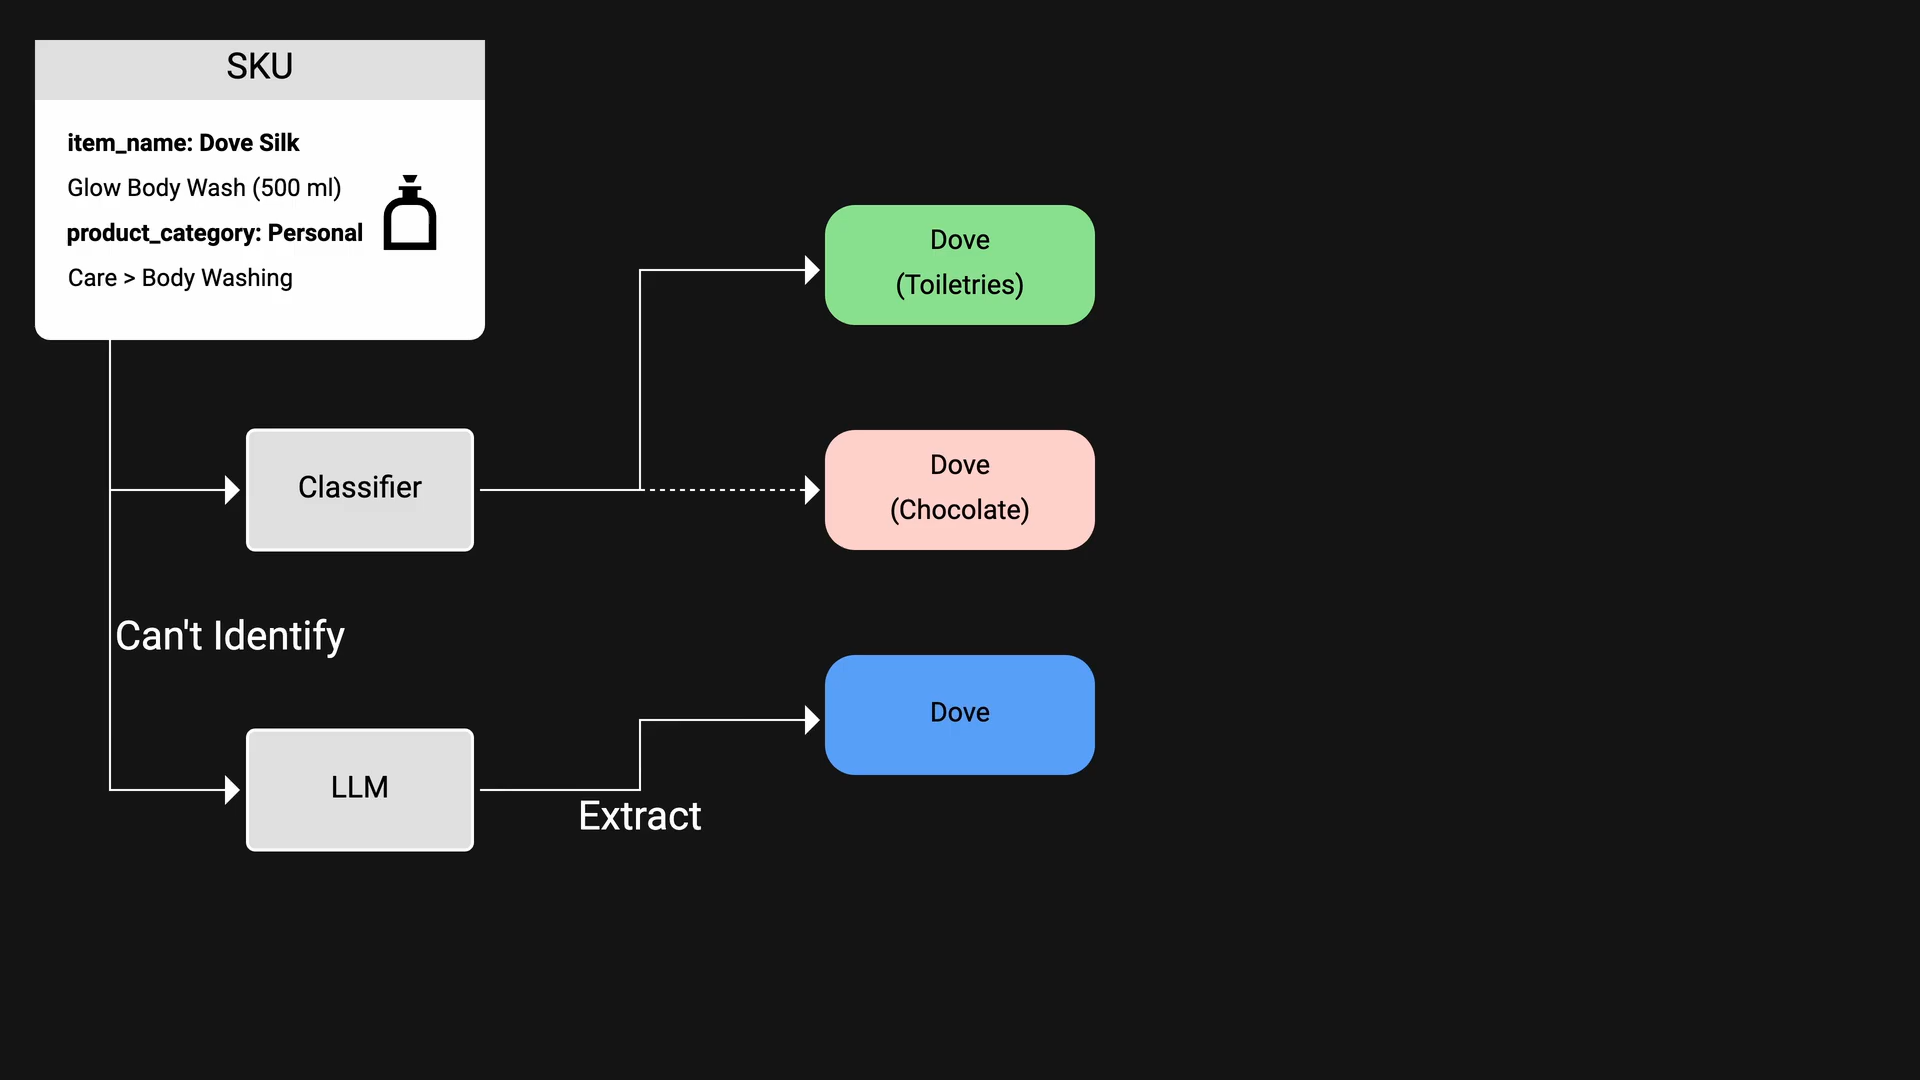 SKU
item_name: Dove Silk
Glow Body Wash (500 ml)
product_category: Personal
Care > Body Washing
Dove
(Toiletries)
Classifier
Dove
(Chocolate)
Can't Identify
Dove
LLM
Extract